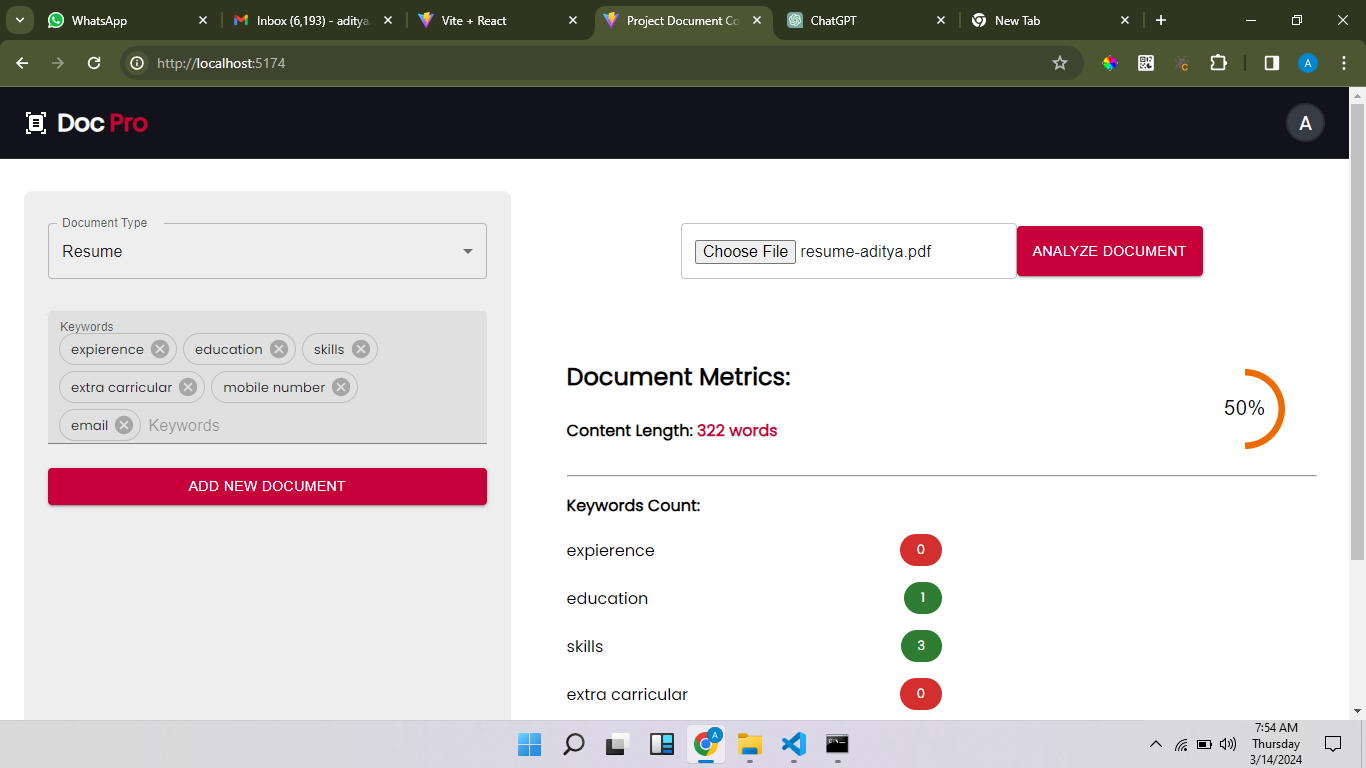 WhatsApp
Inbox (6,193) - aditya.
Vite + React
Project Document Co
ChatGPT
New Tab
http://localhost:5174
A
Doc Pro
A
Document Type
Resume
Choose File resume-aditya.pdf
ANALYZE DOCUMENT
Keywords
expierence education skills
extra carricular mobile number
email Keywords
ADD NEW DOCUMENT
Document Metrics:
50%
Content Length: 322 words
Keywords Count:
expierence 0
education 1
skills 3
extra carricular 0
A
7:54 AM
Thursday
3/14/2024